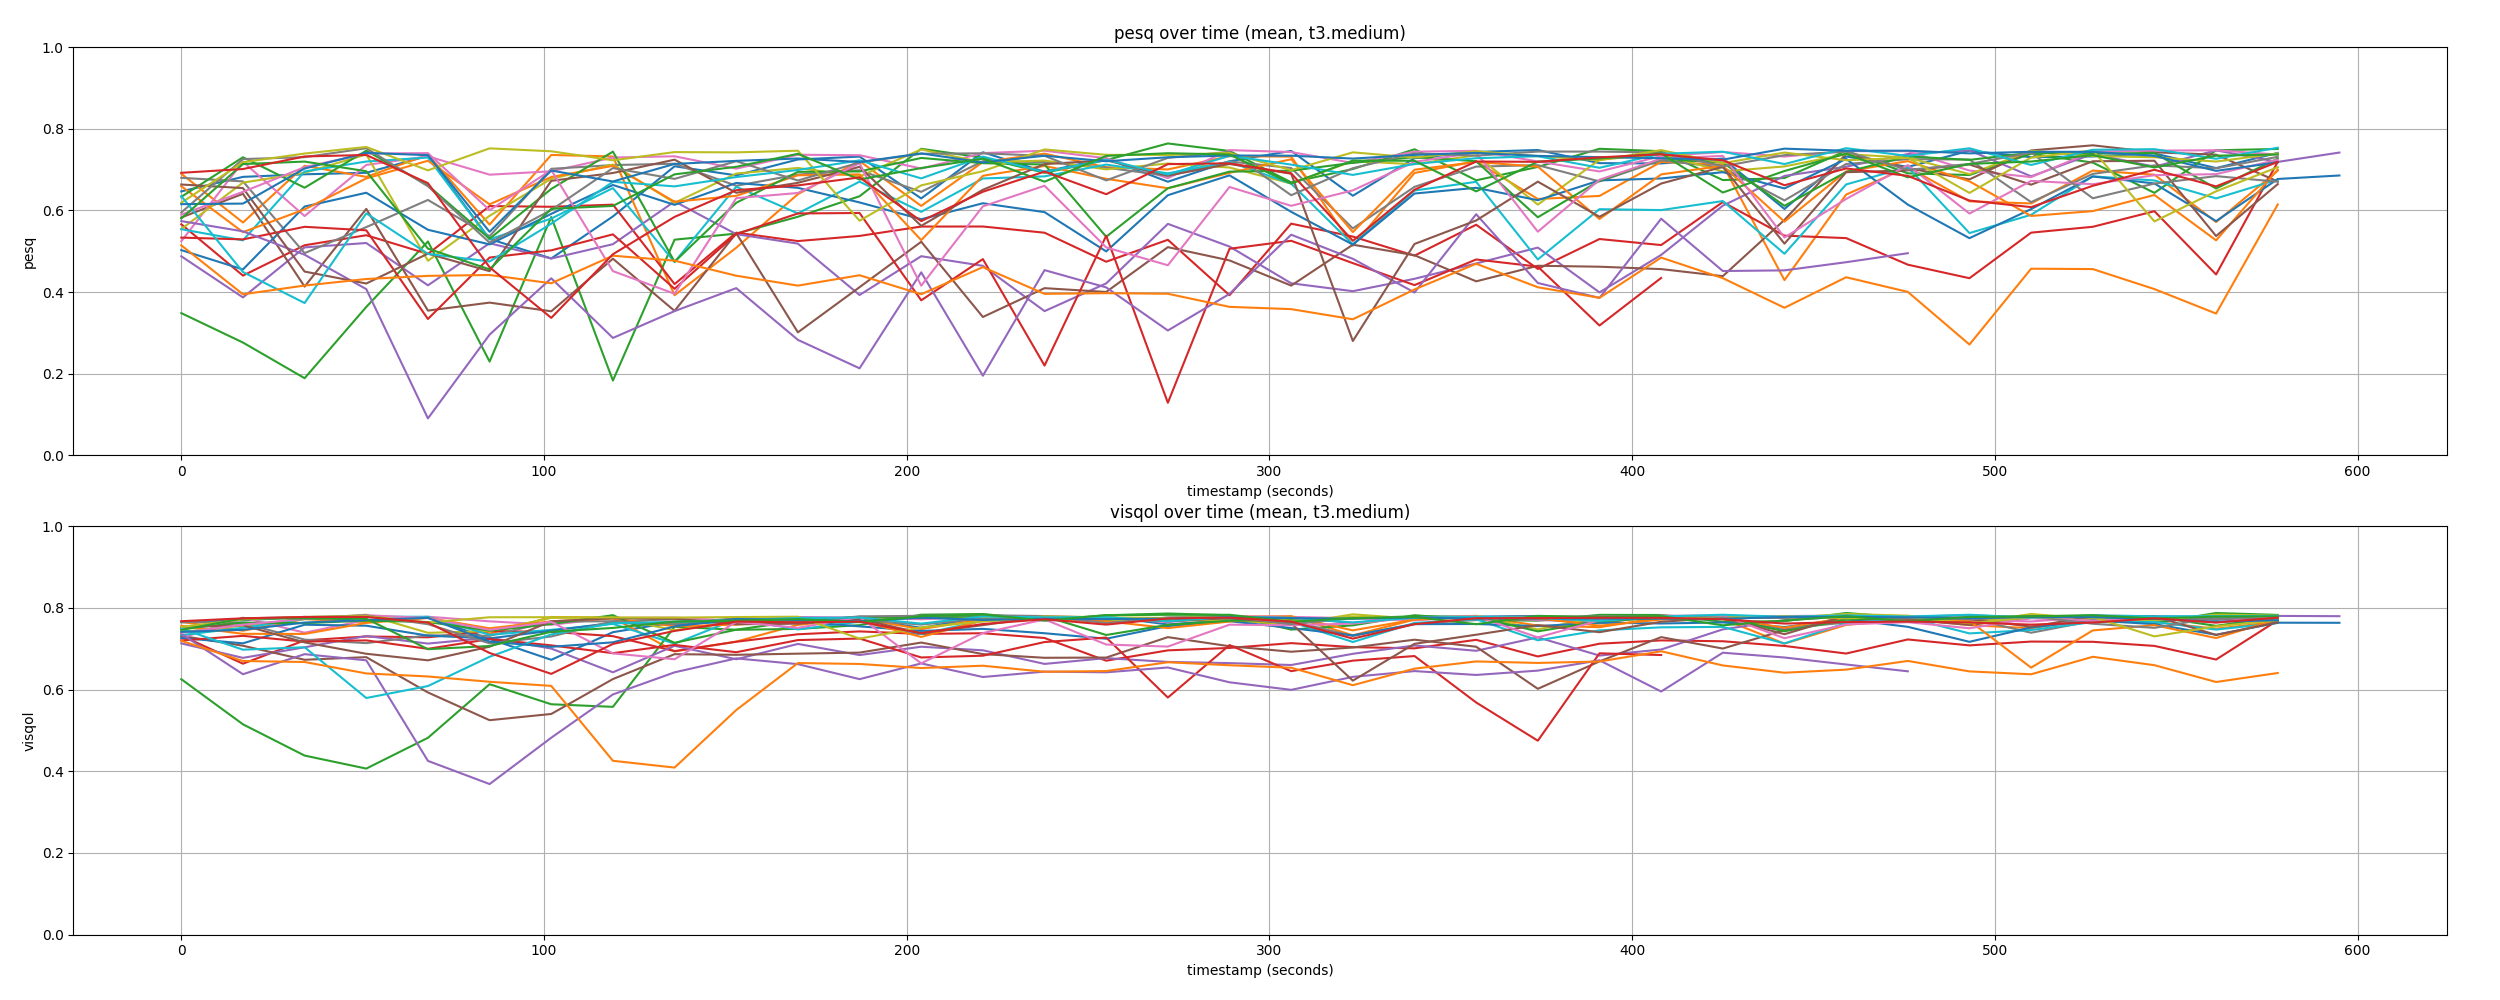 pesq over time (mean, t3.medium)
1.0
0.8
0.6
0.4
0.2
0.0
pesq
0 100 200 300 400 500 600
timestamp (seconds)
visqol over time (mean, t3.medium)
1.0
0.8
0.6
0.4
0.2
0.0
visqol
0 100 200 300 400 500 600
timestamp (seconds)